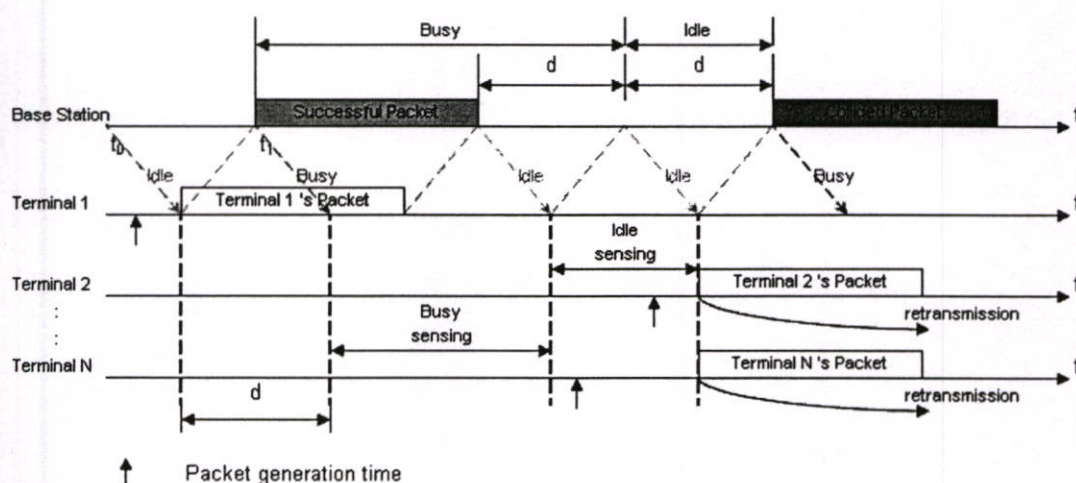 Busy
Idle
d
d
Base Station
Successful Packet
Collided Packet
t
t0
t1
Idle
Busy
Idle
Idle
Busy
Terminal 1
Terminal 1 's Packet
t
Idle
sensing
Terminal 2
Terminal 2 's Packet
t
:
:
Busy
sensing
retransmission
Terminal N
Terminal N 's Packet
t
d
retransmission
Packet generation time